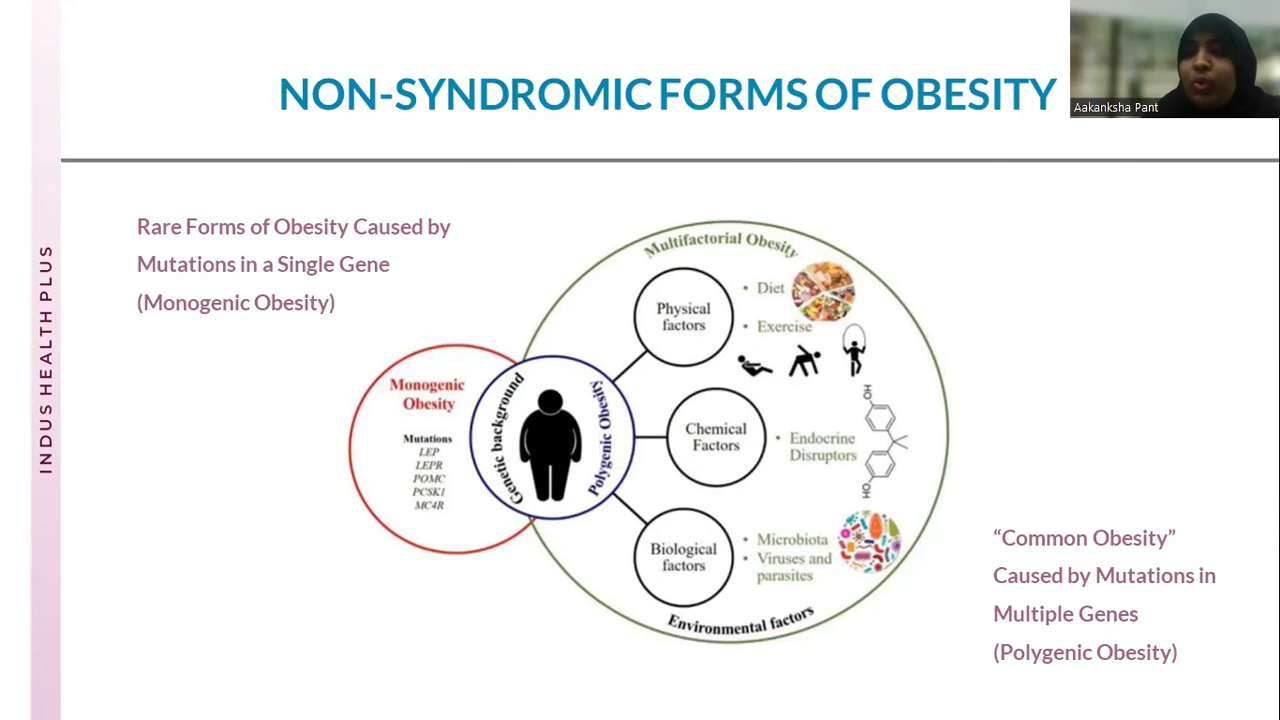 NON-SYNDROMIC FORMS OF OBESITY
Aakanksha Pant
INDUS HEALTH PLUS
Rare Forms of Obesity Caused by
Mutations in a Single Gene
(Monogenic Obesity)
Multifactorial Obesity
Physical
factors
• Diet
• Exercise
Monogenic
Obesity
Mutations
LEP
LEPR
POMC
PCSK1
MC4R
Genetic background
Polygenic Obesity
Chemical
Factors
• Endocrine
Disruptors
HO
OH
Biological
factors
• Microbiota
• Viruses and
parasites
Environmental factors
“Common Obesity”
Caused by Mutations in
Multiple Genes
(Polygenic Obesity)